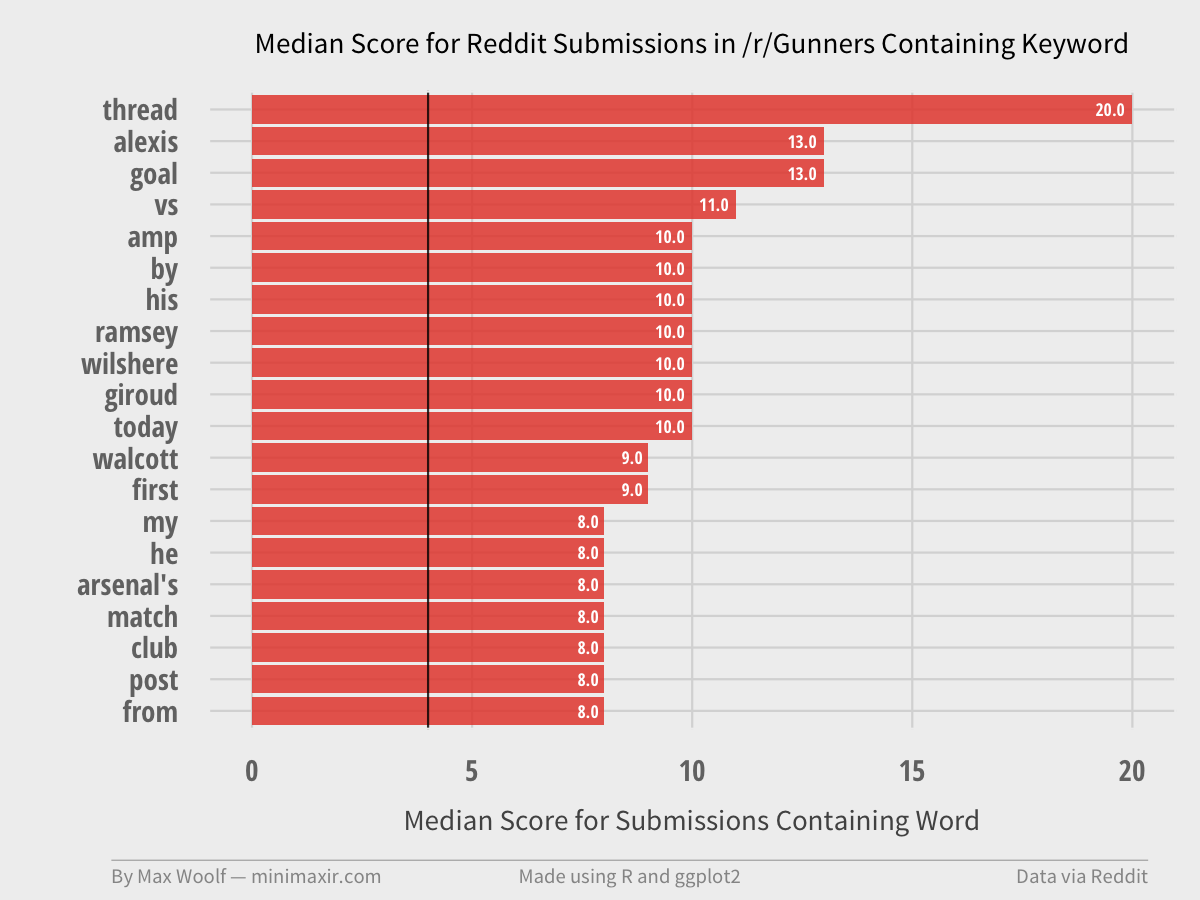 Median Score for Reddit Submissions in /r/Gunners Containing Keyword
thread 20.0
alexis 13.0
goal 13.0
vs 11.0
amp 10.0
by 10.0
his 10.0
ramsey 10.0
wilshere 10.0
giroud 10.0
today 10.0
walcott 9.0
first 9.0
my 8.0
he 8.0
arsenal's 8.0
match 8.0
club 8.0
post 8.0
from 8.0
0 5 10 15 20
Median Score for Submissions Containing Word
By Max Woolf — minimaxir.com Made using R and ggplot2 Data via Reddit